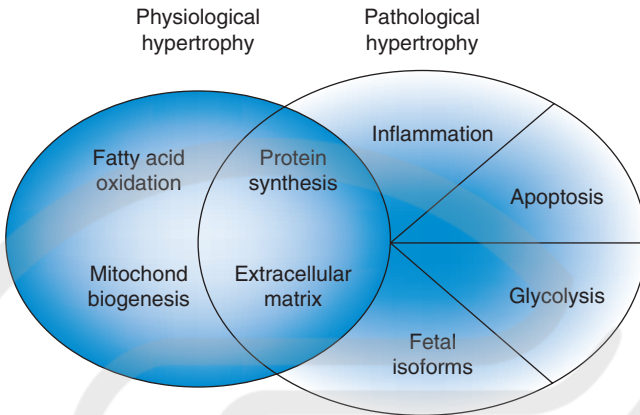 Physiological
hypertrophy
Pathological
hypertrophy
Inflammation
Fatty acid
oxidation
Protein
synthesis
Apoptosis
Mitochond
biogenesis
Extracellular
matrix
Glycolysis
Fetal
isoforms